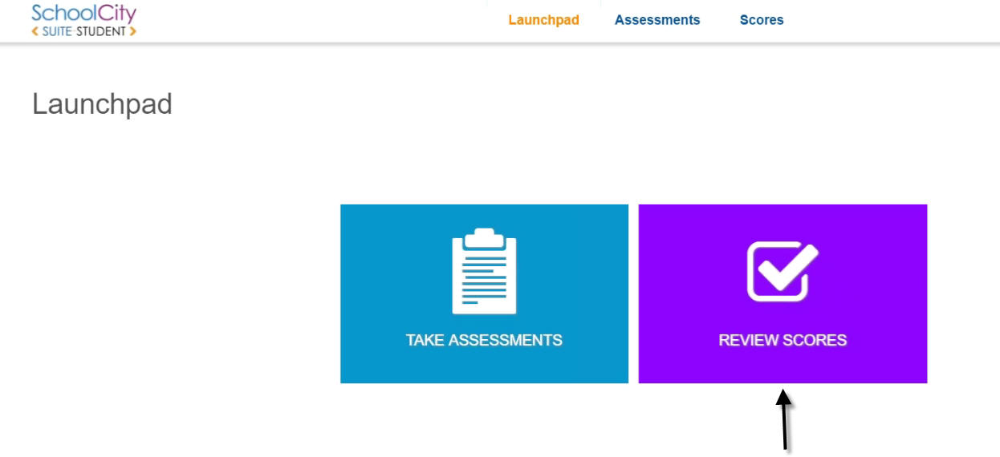 SchoolCity
SUITE-STUDENT
Launchpad Assessments Scores
Launchpad
TAKE ASSESSMENTS
REVIEW SCORES